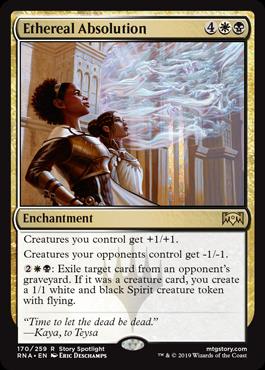 Ethereal Absolution 4
Enchantment
Creatures you control get +1/+1.
Creatures your opponents control get -1/-1.
2: Exile target card from an opponent's graveyard. If it was a creature card, you
create a 1/1 white and black Spirit creature token
with flying.
"Time to let the dead be dead."
—Kaya, to Teysa
170/259 R Story Spotlight mtgstory.com
RNA • EN Eric Deschamps ™ & © 2019 Wizards of the Coast